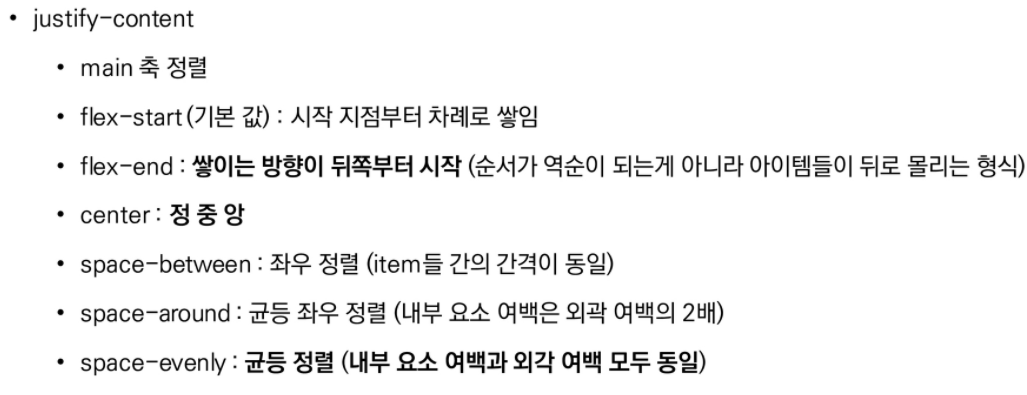 • justify-content
• main 축 정렬
• flex-start(기본 값) : 시작 지점부터 차례로 쌓임
• flex-end : 쌓이는 방향이 뒤쪽부터 시작 (순서가 역순이 되는게 아니라 아이템들이 뒤로 몰리는 형식)
• center : 정 중 앙
• space-between : 좌우 정렬 (item들 간의 간격이 동일)
• space-around : 균등 좌우 정렬 (내부 요소 여백은 외곽 여백의 2배)
• space-evenly : 균등 정렬 (내부 요소 여백과 외각 여백 모두 동일)